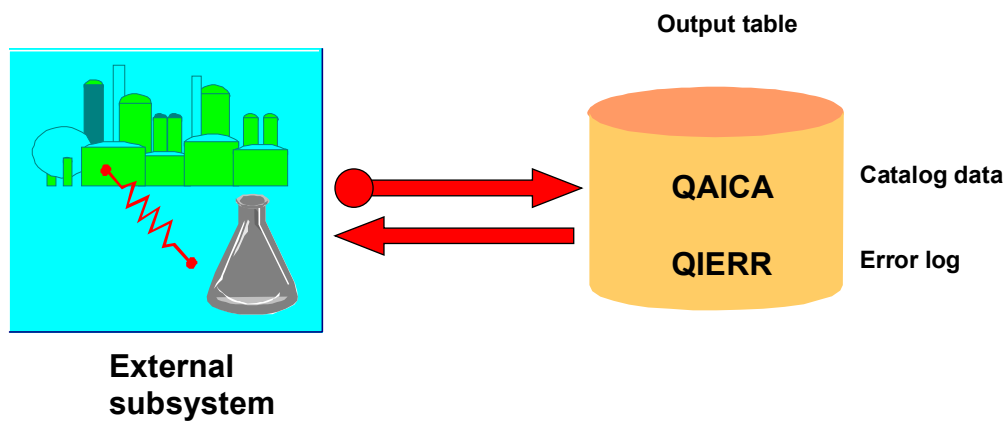 Output table
QAICA
Catalog data
QIERR
Error log
External
subsystem